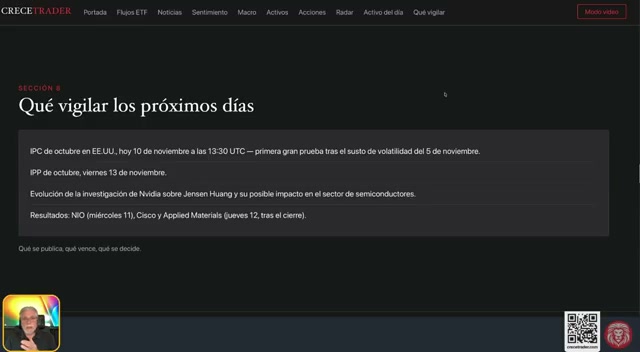 CRECETRADER
Portada Flujos ETF Noticias Sentimiento Macro Activos Acciones Radar Activo del día Qué vigilar
Modo vídeo
SECCIÓN 8
Qué vigilar los próximos días
IPC de octubre en EE.UU., hoy 10 de noviembre a las 13:30 UTC — primera gran prueba tras el susto de volatilidad del 5 de noviembre.
IPP de octubre, viernes 13 de noviembre.
Evolución de la investigación de Nvidia sobre Jensen Huang y su posible impacto en el sector de semiconductores.
Resultados: NIO (miércoles 11), Cisco y Applied Materials (jueves 12, tras el cierre).
Qué se publica, qué vence, qué se decide.
crecetrader.com